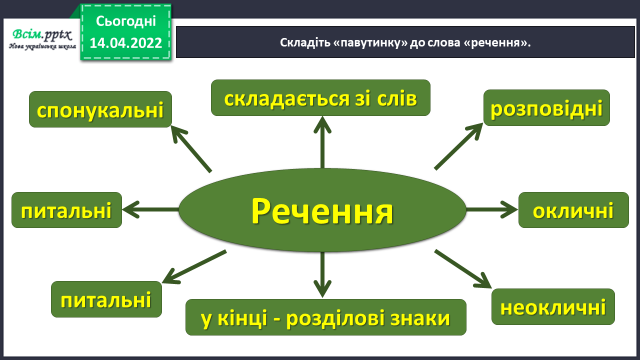 Всім.pptx
Нова українська школа
Сьогодні
14.04.2022
Складіть «павутинку» до слова «речення».
спонукальні
складається зі слів
розповідні
питальні
Речення
окличні
питальні
у кінці - розділові знаки
неокличні